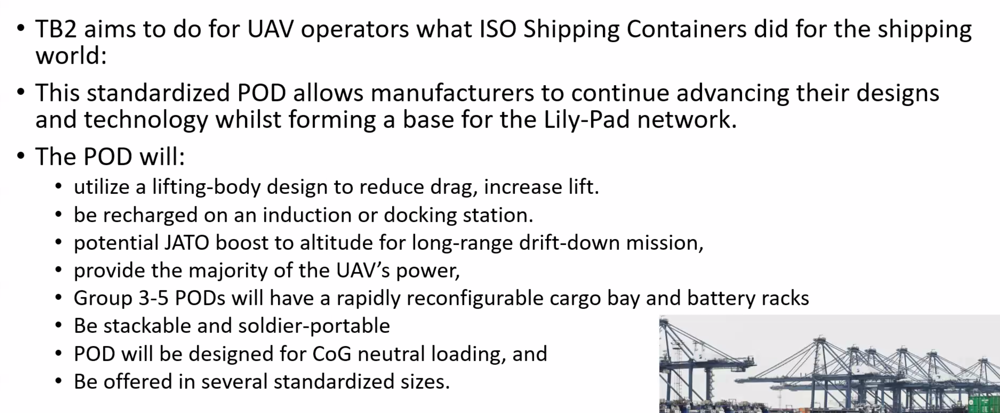 • TB2 aims to do for UAV operators what ISO Shipping Containers did for the shipping
world:
• This standardized POD allows manufacturers to continue advancing their designs
and technology whilst forming a base for the Lily-Pad network.
• The POD will:
• utilize a lifting-body design to reduce drag, increase lift.
• be recharged on an induction or docking station.
• potential JATO boost to altitude for long-range drift-down mission,
• provide the majority of the UAV’s power,
• Group 3-5 PODs will have a rapidly reconfigurable cargo bay and battery racks
• Be stackable and soldier-portable
• POD will be designed for CoG neutral loading, and
• Be offered in several standardized sizes.